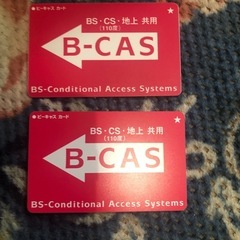 ★ ビーキャス カード ★
BS・CS・地上 共用
(110度)
B-CAS
BS-Conditional Access Systems
★ ビーキャス カード ★
BS・CS・地上 共用
(110度)
B-CAS
BS-Conditional Access Systems